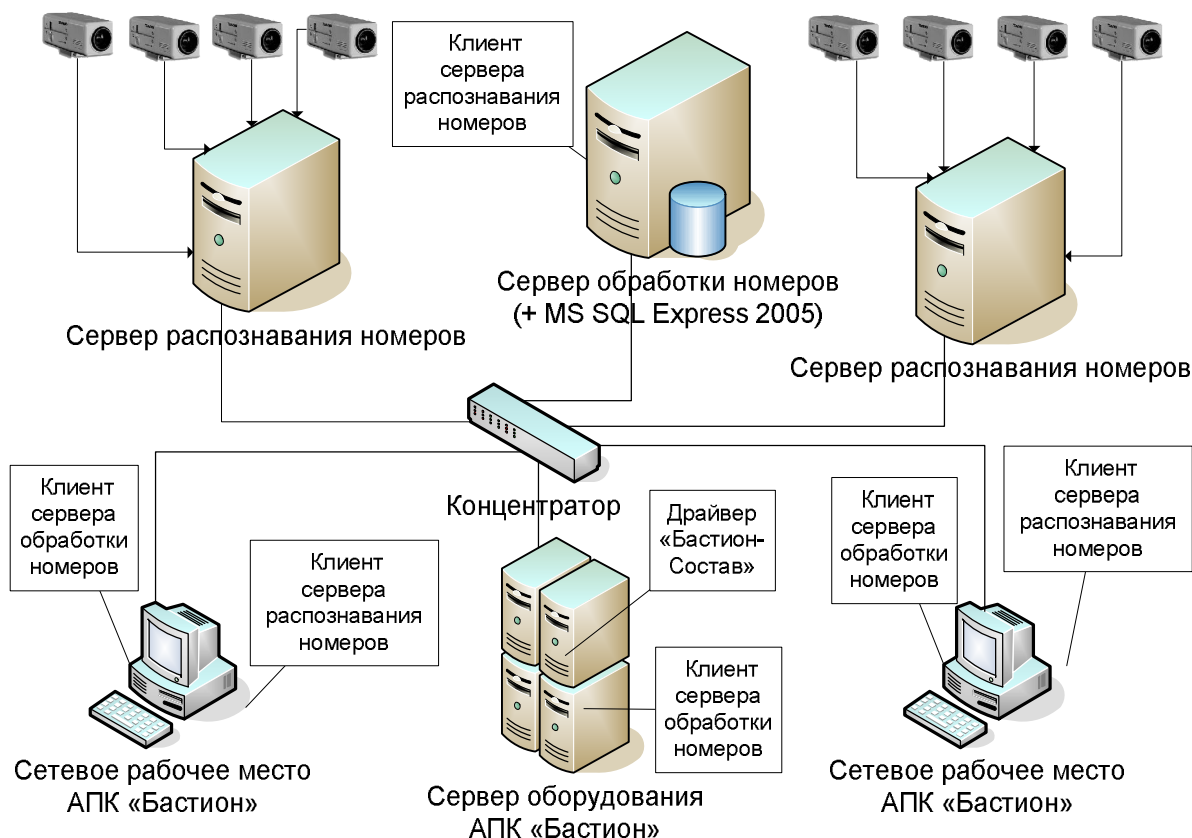 Клиент
сервера
распознавания
номеров
Сервер обработки номеров
(+ MS SQL Express 2005)
Сервер распознавания номеров
Сервер распознавания номеров
Концентратор
Клиент
сервера
обработки
номеров
Клиент
сервера
распознавания
номеров
Драйвер
«Бастион-
Состав»
Клиент
сервера
обработки
номеров
Клиент
сервера
обработки
номеров
Клиент
сервера
распознавания
номеров
Сетевое рабочее место
АПК «Бастион»
Сервер оборудования
АПК «Бастион»
Сетевое рабочее место
АПК «Бастион»